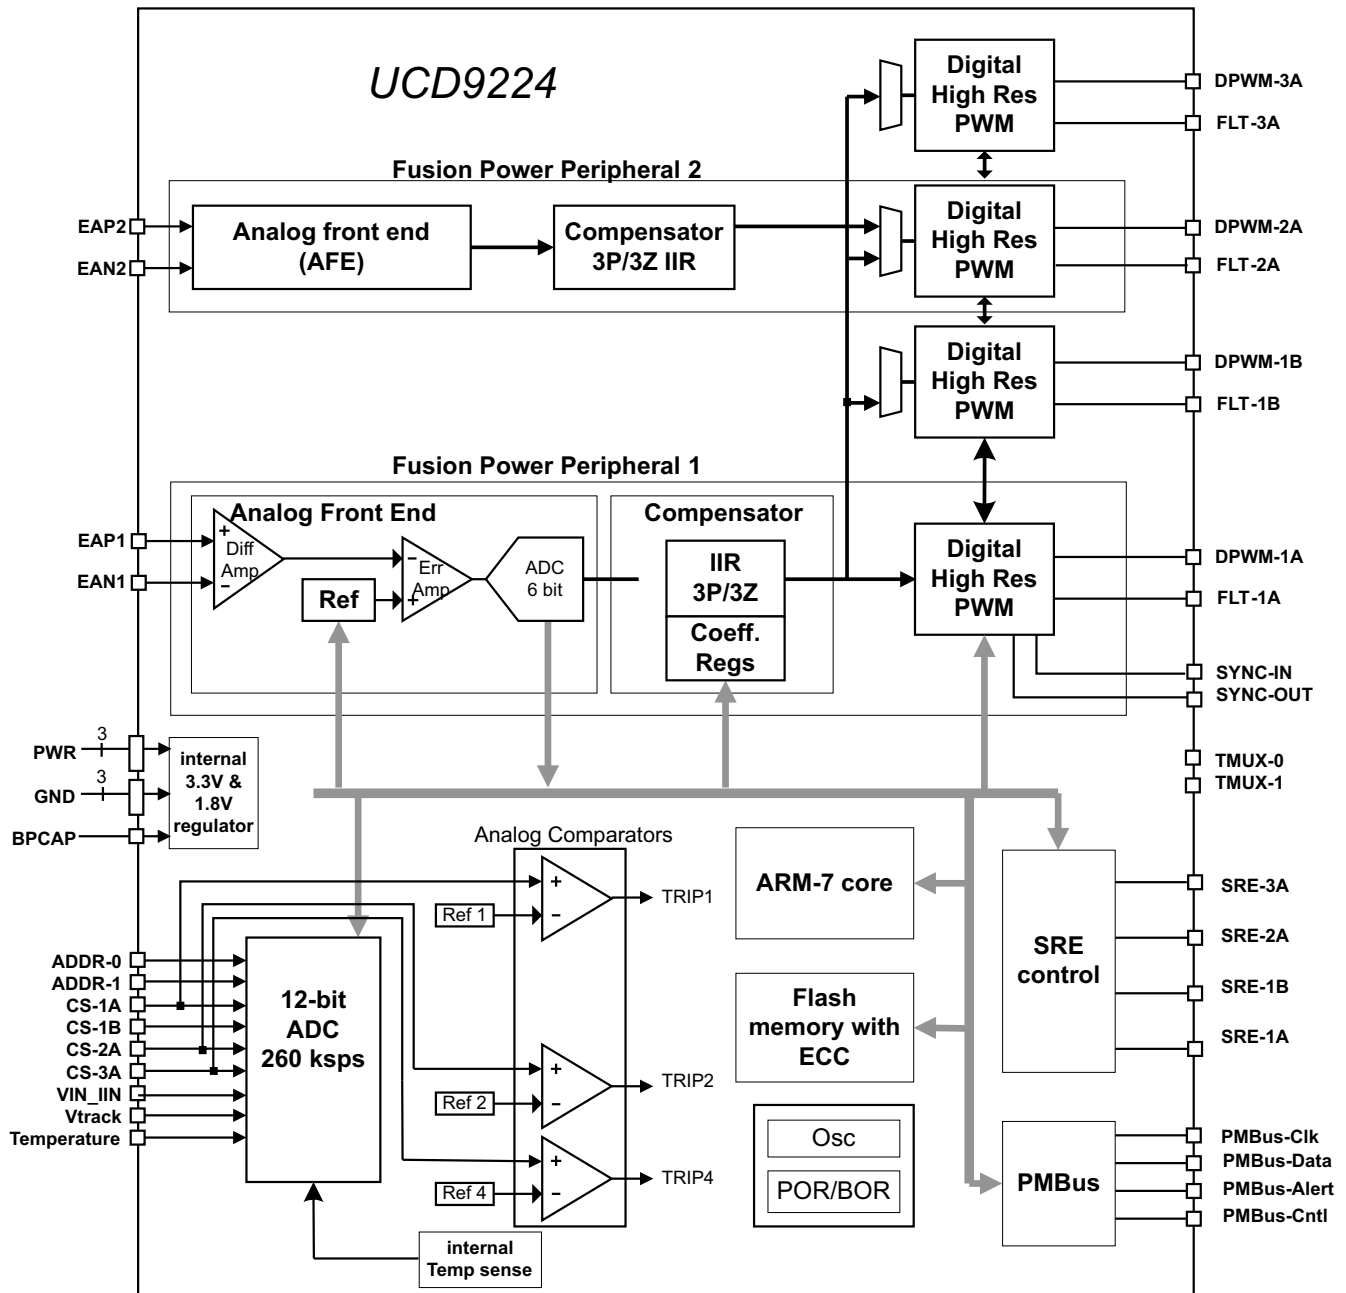 UCD9224
Digital
High Res
PWM
DPWM-3A
FLT-3A
Fusion Power Peripheral 2
EAP2
EAN2
Analog front end
(AFE)
Compensator
3P/3Z IIR
Digital
High Res
PWM
DPWM-2A
FLT-2A
Digital
High Res
PWM
DPWM-1B
FLT-1B
Fusion Power Peripheral 1
Analog Front End
Compensator
EAP1
EAN1
+
Diff
Amp
−
−
Err
Amp
+
Ref
ADC
6 bit
IIR
3P/3Z
Coeff.
Regs
Digital
High Res
PWM
DPWM-1A
FLT-1A
SYNC-IN
SYNC-OUT
TMUX-0
TMUX-1
PWR
3
GND
3
BPCAP
internal
3.3V &
1.8V
regulator
Analog Comparators
+
−
Ref 1
TRIP1
ARM-7 core
SRE
control
SRE-3A
SRE-2A
SRE-1B
SRE-1A
ADDR-0
ADDR-1
CS-1A
CS-1B
CS-2A
CS-3A
VIN_IIN
Vtrack
Temperature
12-bit
ADC
260 ksps
Flash
memory with
ECC
+
−
Ref 2
TRIP2
+
−
Ref 4
TRIP4
Osc
POR/BOR
PMBus
PMBus-Clk
PMBus-Data
PMBus-Alert
PMBus-Cntl
internal
Temp sense